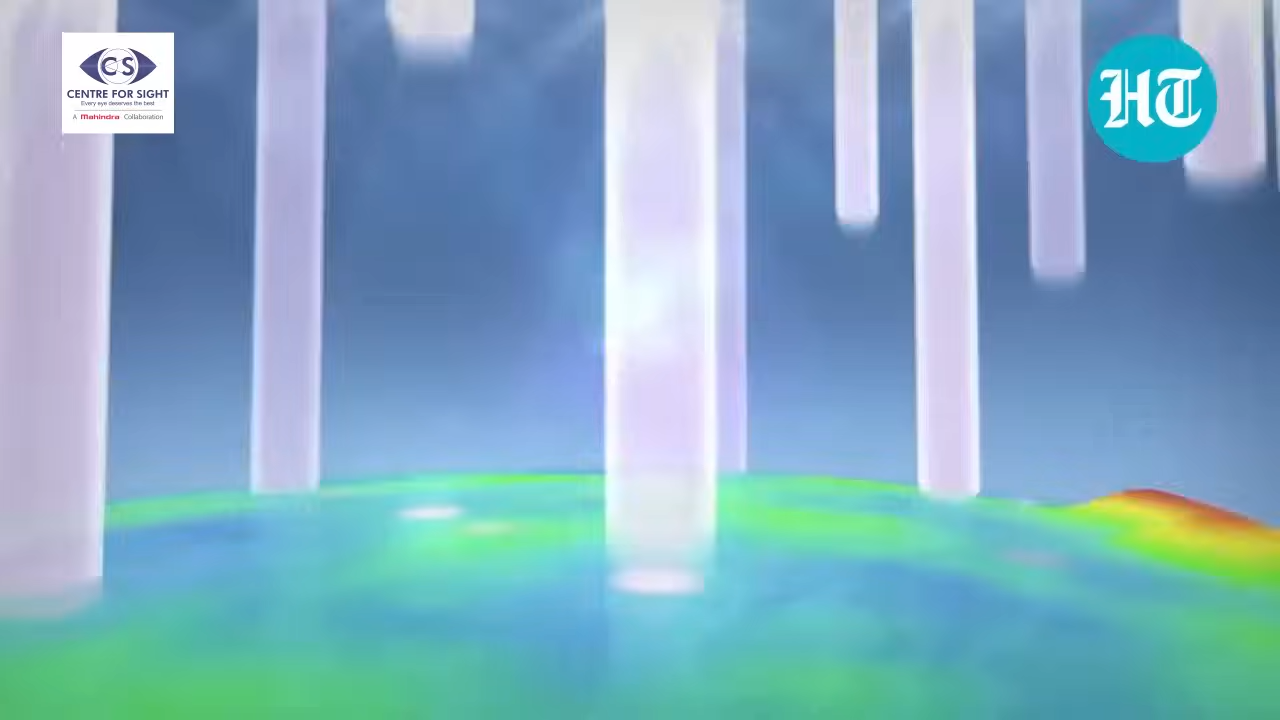 CS
CENTRE FOR SIGHT
Every eye deserves the best
A Mahindra Collaboration
HT